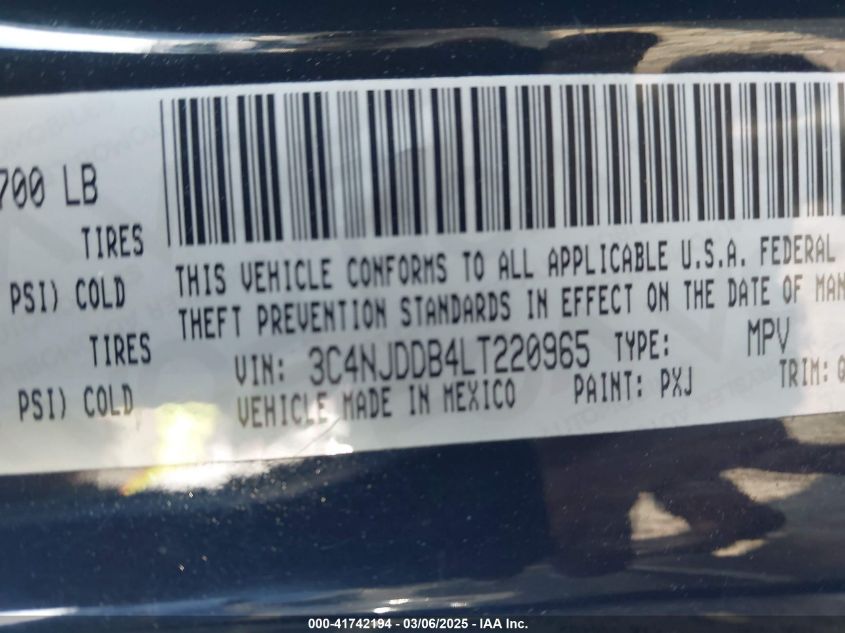 700 LB
TIRES
PSI) COLD
TIRES
PSI) COLD
THIS VEHICLE CONFORMS TO ALL APPLICABLE U.S.A. FEDERAL
THEFT PREVENTION STANDARDS IN EFFECT ON THE DATE OF MAN
VIN: 3C4NJDDB4LT220965 TYPE: MPV
VEHICLE MADE IN MEXICO PAINT: PXJ TRIM:
000-41742194 - 03/06/2025 - IAA Inc.